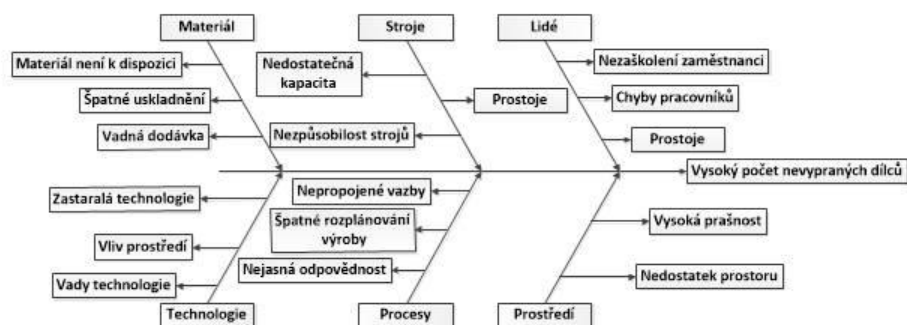 Materiál
Stroje
Lidé
Materiál není k dispozici
Nedostatečná
kapacita
Nezaškolení zaměstnanci
Špatné uskladnění
Prostoje
Chyby pracovníků
Vadná dodávka
Nezpůsobilost strojů
Prostoje
Vysoký počet nevypraných dílců
Zastaralá technologie
Nepropojené vazby
Špatné rozplánování
výroby
Vysoká prašnost
Vliv prostředí
Nejasná odpovědnost
Nedostatek prostoru
Vady technologie
Technologie
Procesy
Prostředí